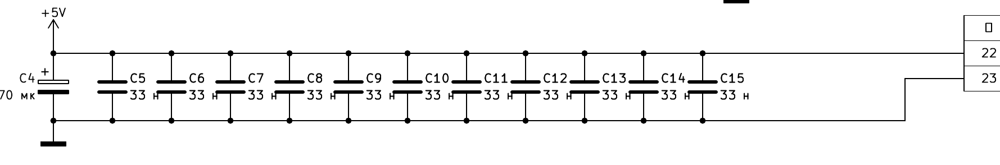 +5V
22
+
C4 C5 C6 C7 C8 C9 C10 C11 C12 C13 C14 C15 23
70 мк 33 н 33 н 33 н 33 н 33 н 33 н 33 н 33 н 33 н 33 н 33 н